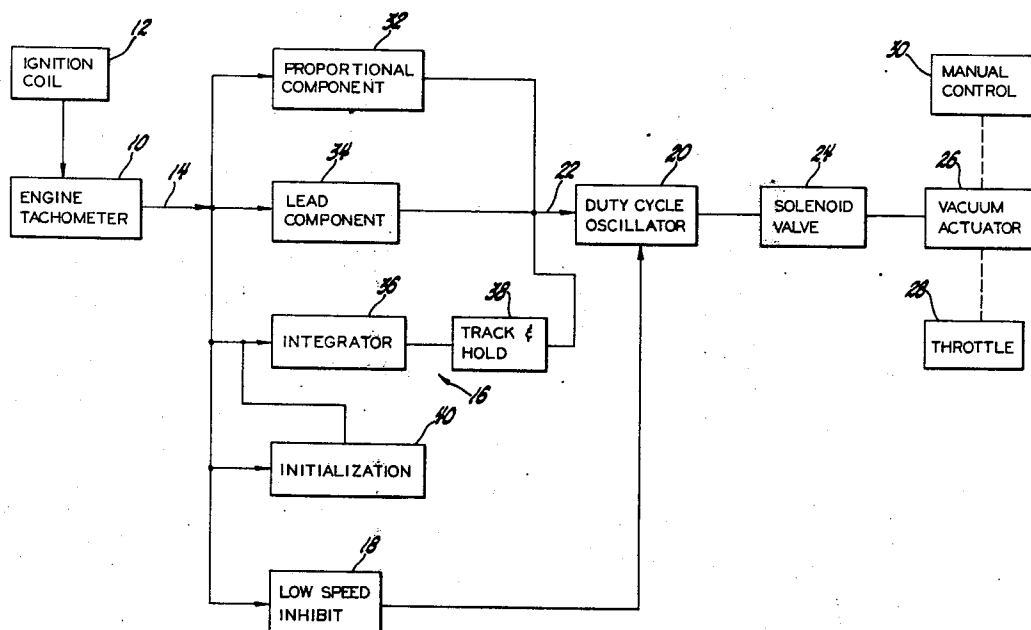 12
IGNITION
COIL
10
ENGINE
TACHOMETER
14
32
PROPORTIONAL
COMPONENT
34
LEAD
COMPONENT
36
INTEGRATOR
38
TRACK &
HOLD
16
40
INITIALIZATION
18
LOW SPEED
INHIBIT
22
20
DUTY CYCLE
OSCILLATOR
24
SOLENOID
VALVE
30
MANUAL
CONTROL
26
VACUUM
ACTUATOR
28
THROTTLE